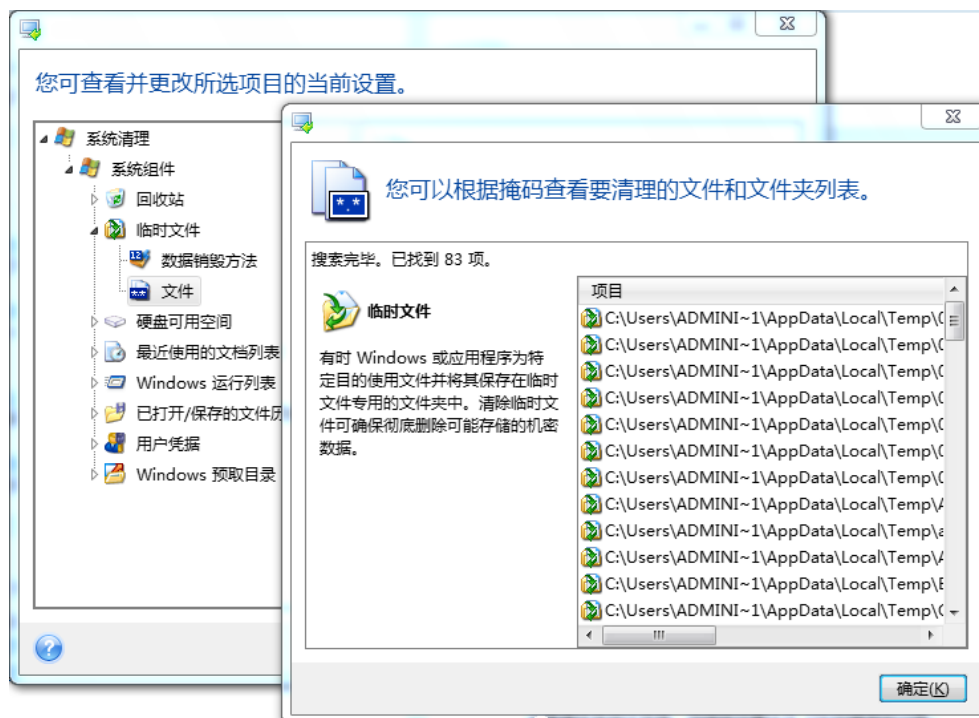 您可查看并更改所选项目的当前设置。
系统清理
系统组件
回收站
临时文件
数据销毁方法
文件
硬盘可用空间
最近使用的文档列表
Windows 运行列表
已打开/保存的文件历
用户凭据
Windows 预取目录
您可以根据掩码查看要清理的文件和文件夹列表。
搜索完毕。已找到 83 项。
临时文件
有时 Windows 或应用程序为特
定目的使用文件并将其保存在临时
文件专用的文件夹中。清除临时文
件可确保彻底删除可能存储的机密
数据。
项目
C:\Users\ADMINI~1\AppData\Local\Temp\0
C:\Users\ADMINI~1\AppData\Local\Temp\0
C:\Users\ADMINI~1\AppData\Local\Temp\0
C:\Users\ADMINI~1\AppData\Local\Temp\0
C:\Users\ADMINI~1\AppData\Local\Temp\0
C:\Users\ADMINI~1\AppData\Local\Temp\0
C:\Users\ADMINI~1\AppData\Local\Temp\
C:\Users\ADMINI~1\AppData\Local\Temp\A
C:\Users\ADMINI~1\AppData\Local\Temp\a
C:\Users\ADMINI~1\AppData\Local\Temp\A
C:\Users\ADMINI~1\AppData\Local\Temp\
C:\Users\ADMINI~1\AppData\Local\Temp\
确定(K)